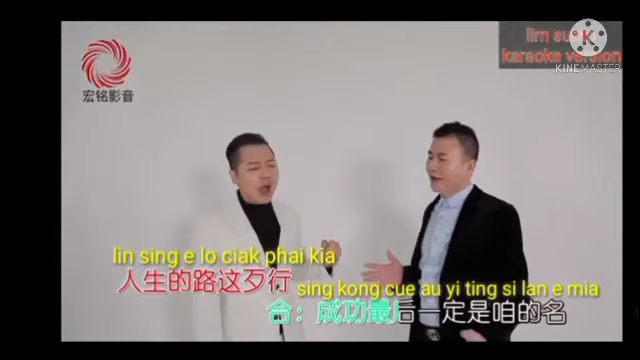 lim su
karaoke version
KINEMASTER
宏铭影音
lin sing e lo ciak phai kia
人生的路这歹行
sing kong cue au yi ting si lan e mia
合：成功最后一定是咱的名